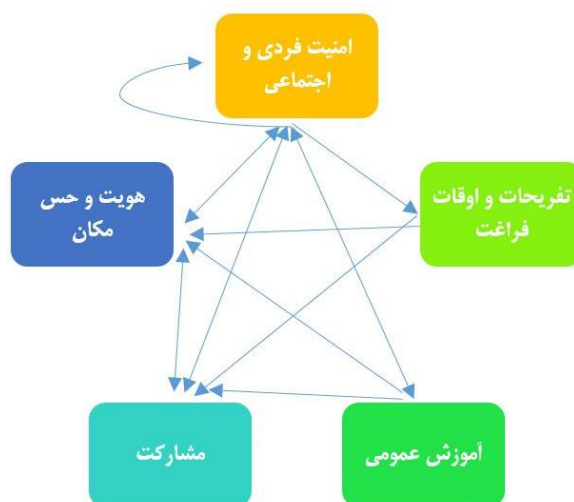 امنیت فردی و
اجتماعی
تفریحات و اوقات
فراغت
هویت و حس
مکان
آموزش عمومی
مشارکت